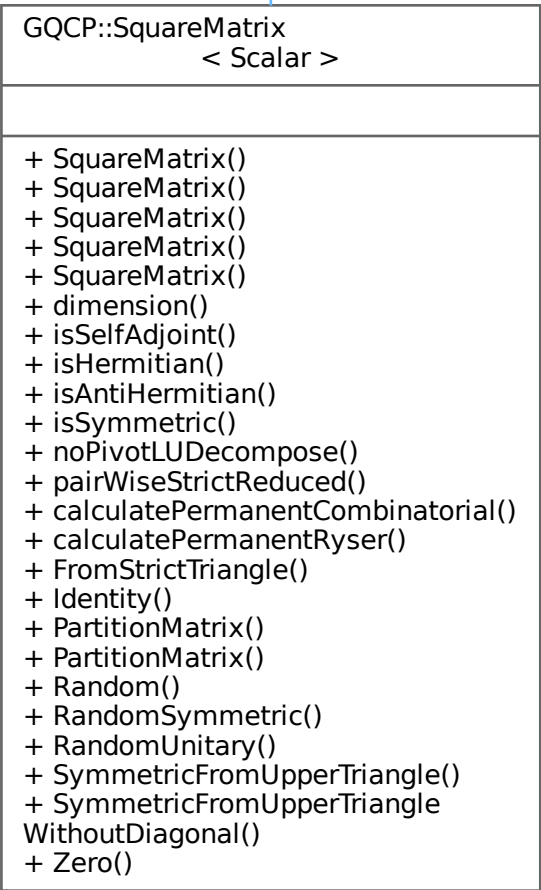 GQCP::SquareMatrix
< Scalar >
+ SquareMatrix()
+ SquareMatrix()
+ SquareMatrix()
+ SquareMatrix()
+ SquareMatrix()
+ dimension()
+ isSelfAdjoint()
+ isHermitian()
+ isAntiHermitian()
+ isSymmetric()
+ noPivotLUDecompose()
+ pairWiseStrictReduced()
+ calculatePermanentCombinatorial()
+ calculatePermanentRyser()
+ FromStrictTriangle()
+ Identity()
+ PartitionMatrix()
+ PartitionMatrix()
+ Random()
+ RandomSymmetric()
+ RandomUnitary()
+ SymmetricFromUpperTriangle()
+ SymmetricFromUpperTriangle
WithoutDiagonal()
+ Zero()